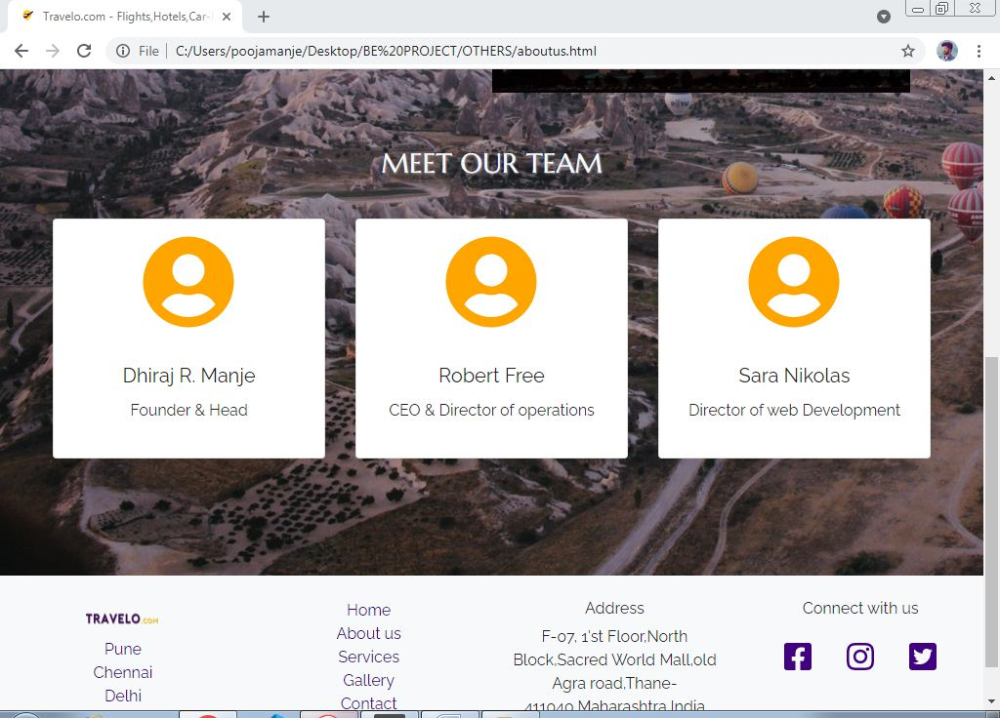 Travelo.com - Flights,Hotels,Car-
File
C:/Users/poojamanje/Desktop/BE%20PROJECT/OTHERS/aboutus.html
MEET OUR TEAM
Dhiraj R. Manje
Founder & Head
Robert Free
CEO & Director of operations
Sara Nikolas
Director of web Development
TRAVELO.com
Pune
Chennai
Delhi
Home
About us
Services
Gallery
Contact
Address
F-07, 1'st Floor,North
Block,Sacred World Mall,old
Agra road,Thane-
411040,Maharashtra,India
Connect with us